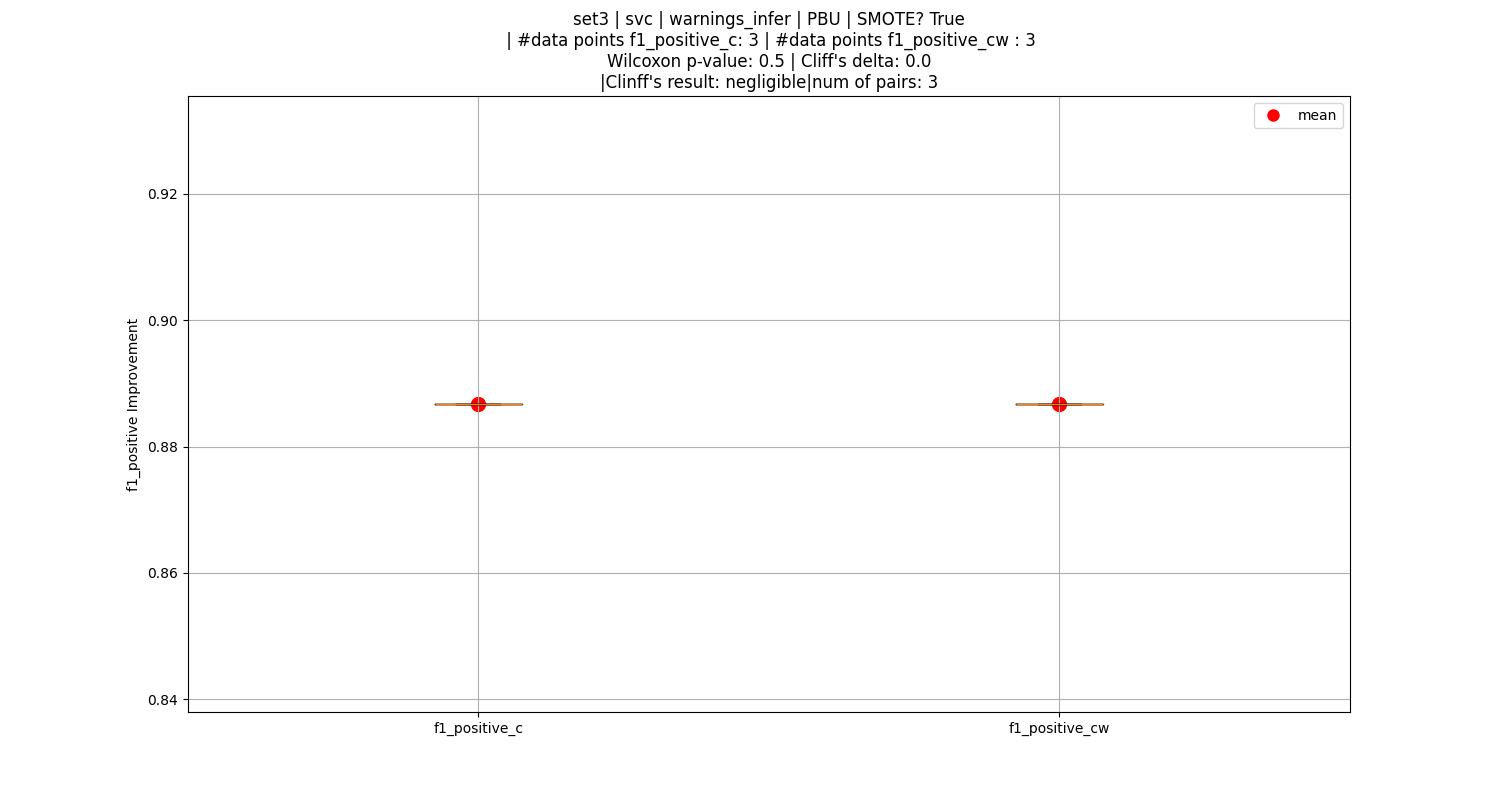 set3 | svc | warnings_infer | PBU | SMOTE? True
| #data points f1_positive_c: 3 | #data points f1_positive_cw : 3
Wilcoxon p-value: 0.5 | Cliff's delta: 0.0
|Clinff's result: negligible|num of pairs: 3
mean
0.92
0.90
0.88
0.86
0.84
f1_positive Improvement
f1_positive_c
f1_positive_cw